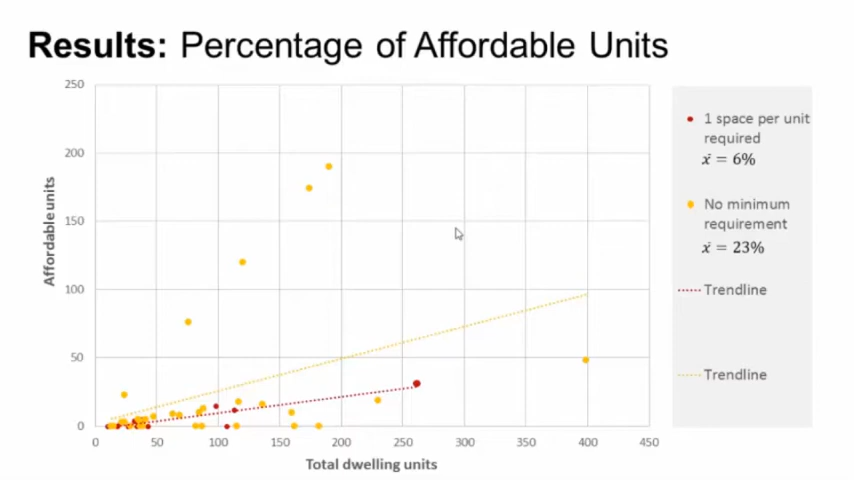 Results: Percentage of Affordable Units
250
200
150
100
50
0
Affordable units
0 50 100 150 200 250 300 350 400 450
Total dwelling units
1 space per unit
required
ẋ = 6%
No minimum
requirement
ẋ = 23%
Trendline
Trendline